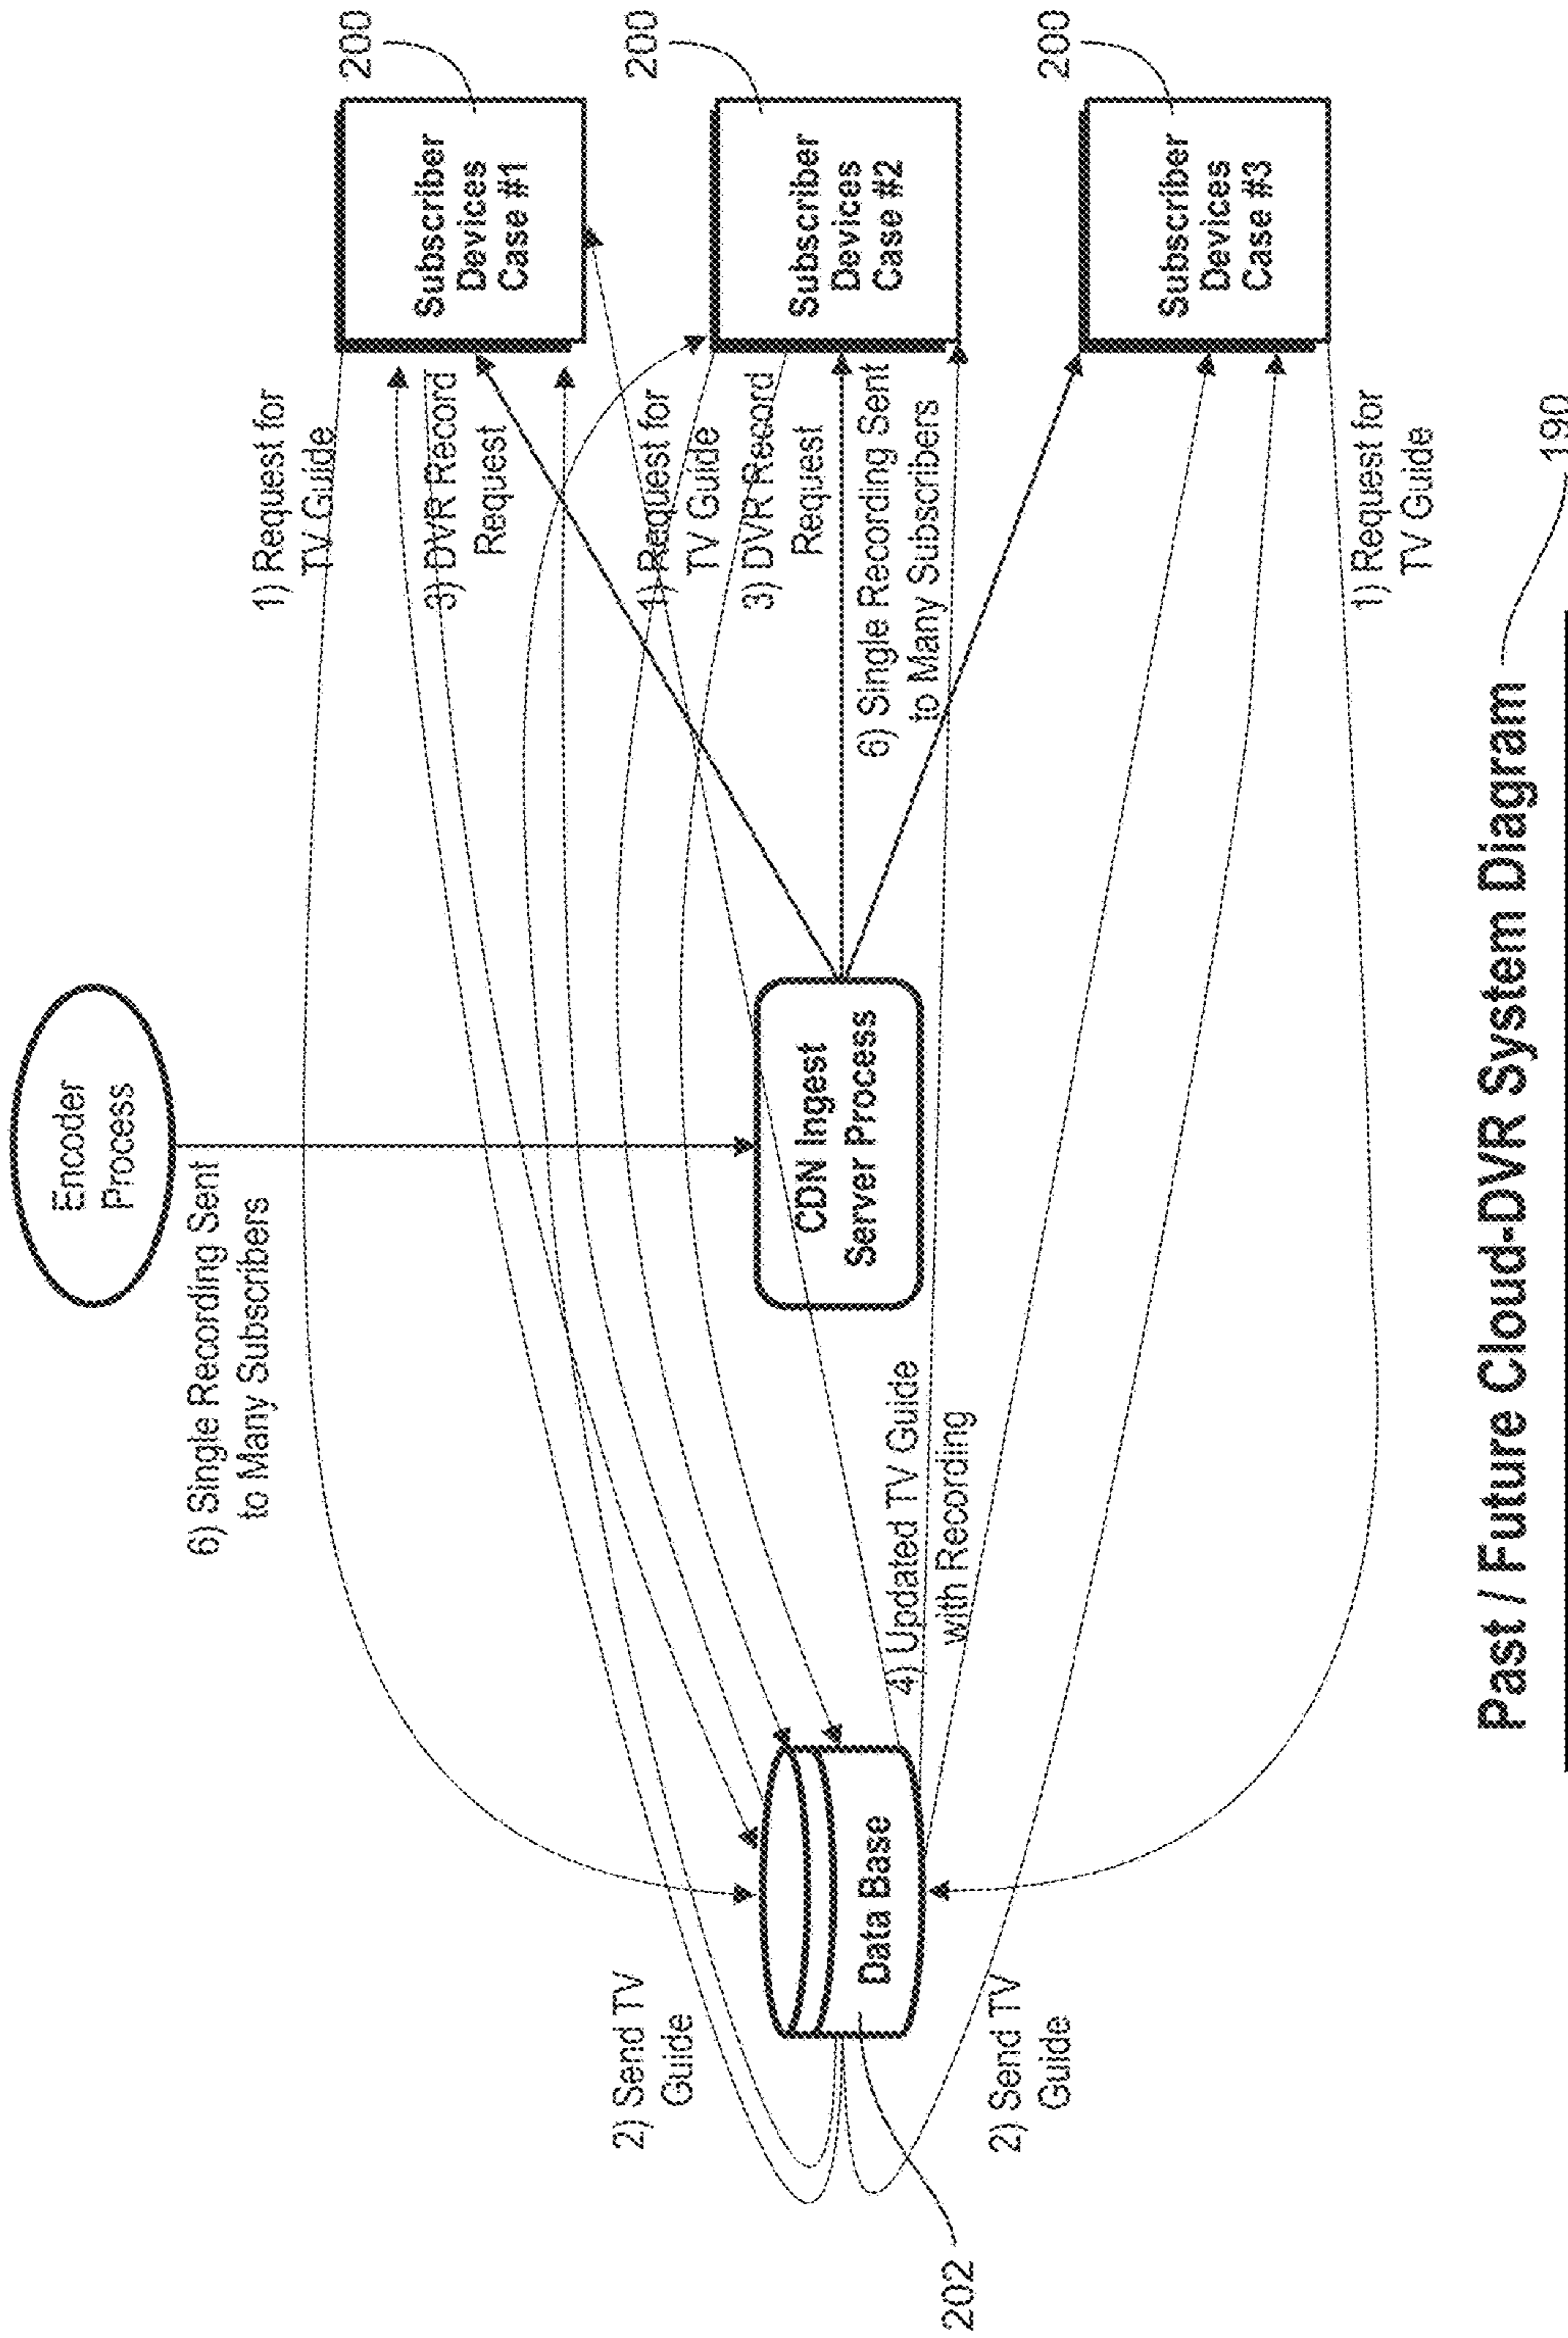 Encoder
Process
6) Single Recording Sent
to Many Subscribers
1) Request for
TV Guide
200
3) DVR Record
Request
Subscriber
Devices
Case #1
2) Send TV
Guide
1) Request for
TV Guide
200
3) DVR Record
Request
Subscriber
Devices
Case #2
CDN Ingest
Server Process
Data Base
6) Single Recording Sent
to Many Subscribers
4) Updated TV Guide
with Recording
202
2) Send TV
Guide
200
Subscriber
Devices
Case #3
1) Request for
TV Guide
Past / Future Cloud-DVR System Diagram
190